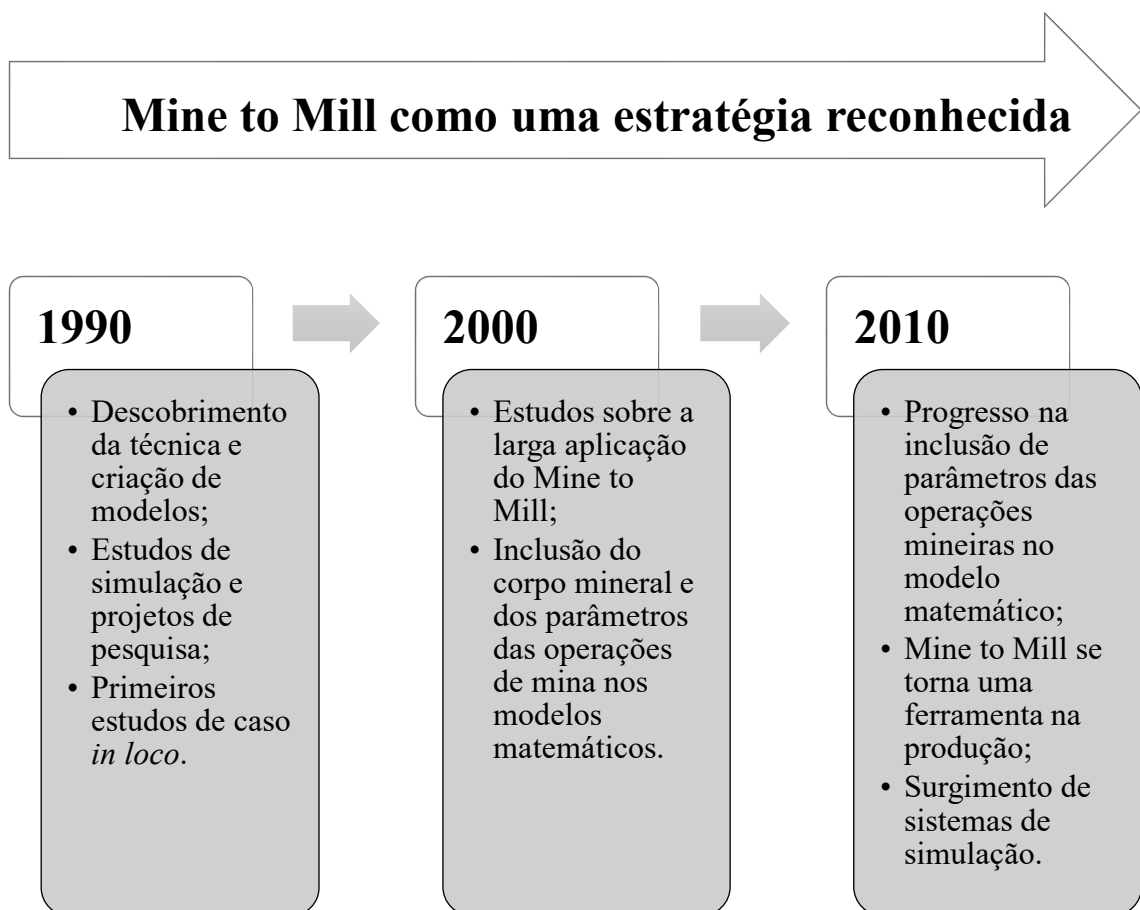 Mine to Mill como uma estratégia reconhecida
1990
• Descobrimento
da técnica e
criação de
modelos;
• Estudos de
simulação e
projetos de
pesquisa;
• Primeiros
estudos de caso
in loco.
2000
• Estudos sobre a
larga aplicação
do Mine to
Mill;
• Inclusão do
corpo mineral e
dos parâmetros
das operações
de mina nos
modelos
matemáticos.
2010
• Progresso na
inclusão de
parâmetros das
operações
mineiras no
modelo
matemático;
• Mine to Mill se
torna uma
ferramenta na
produção;
• Surgimento de
sistemas de
simulação.